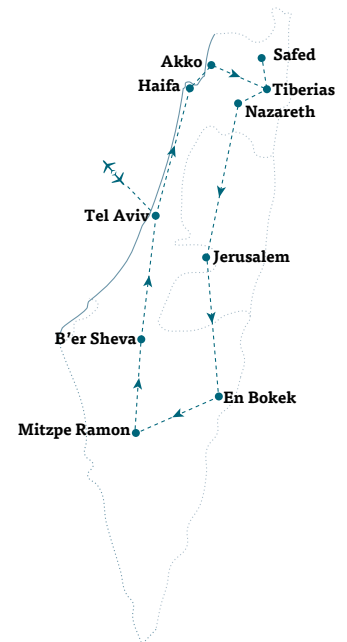 Safed
Akko
Haifa
Tiberias
Nazareth
Tel Aviv
Jerusalem
B'er Sheva
En Bokek
Mitzpe Ramon